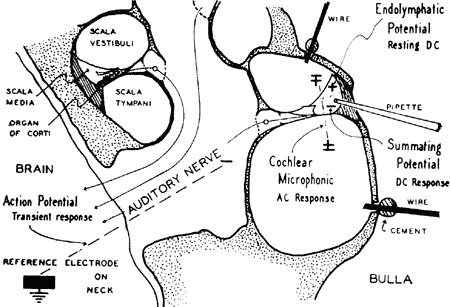 SCALA
VESTIBULI
SCALA
MEDIA
SCALA
TYMPANI
ORGAN
OF CORTI
BRAIN
Action Potential
Transient response
AUDITORY NERVE
REFERENCE ELECTRODE
ON
NECK
WIRE
Endolymphatic
Potential
Resting DC
∓
+
PIPETTE
−
Summating
Potential
DC Response
±
Cochlear
Microphonic
AC Response
WIRE
CEMENT
BULLA